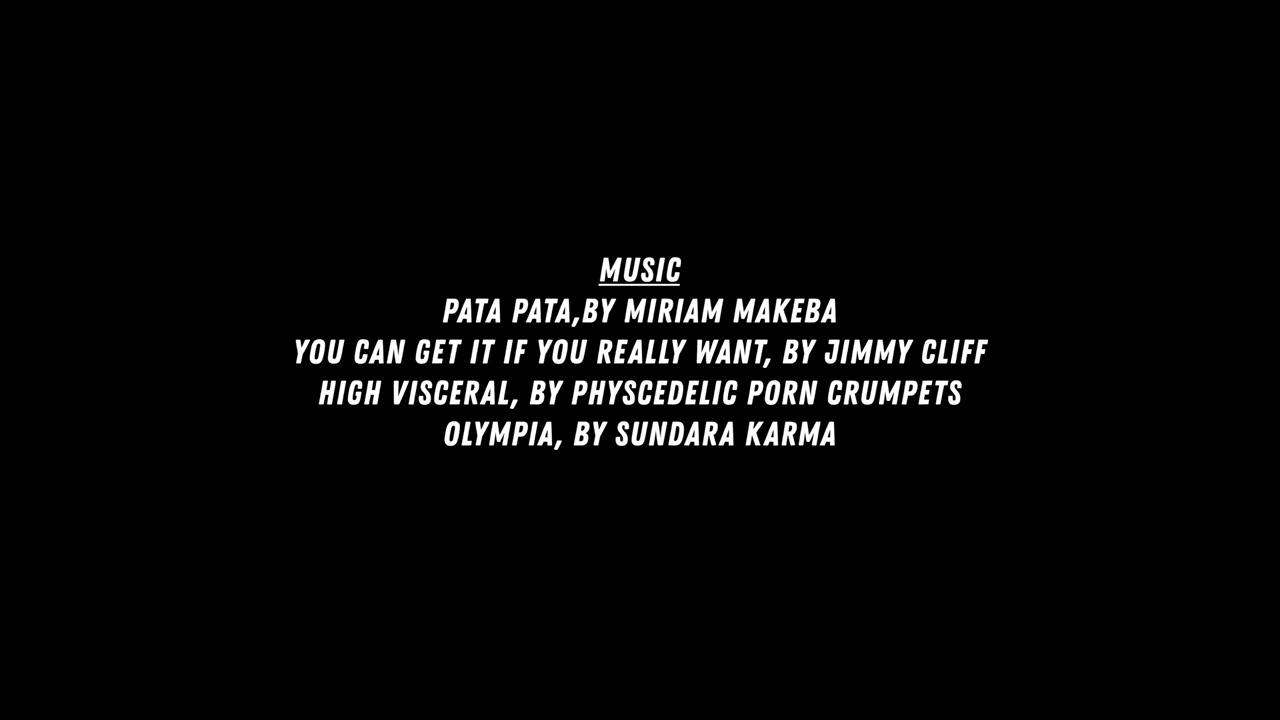 MUSIC
PATA PATA,BY MIRIAM MAKEBA
YOU CAN GET IT IF YOU REALLY WANT, BY JIMMY CLIFF
HIGH VISCERAL, BY PHYSCEDELIC PORN CRUMPETS
OLYMPIA, BY SUNDARA KARMA